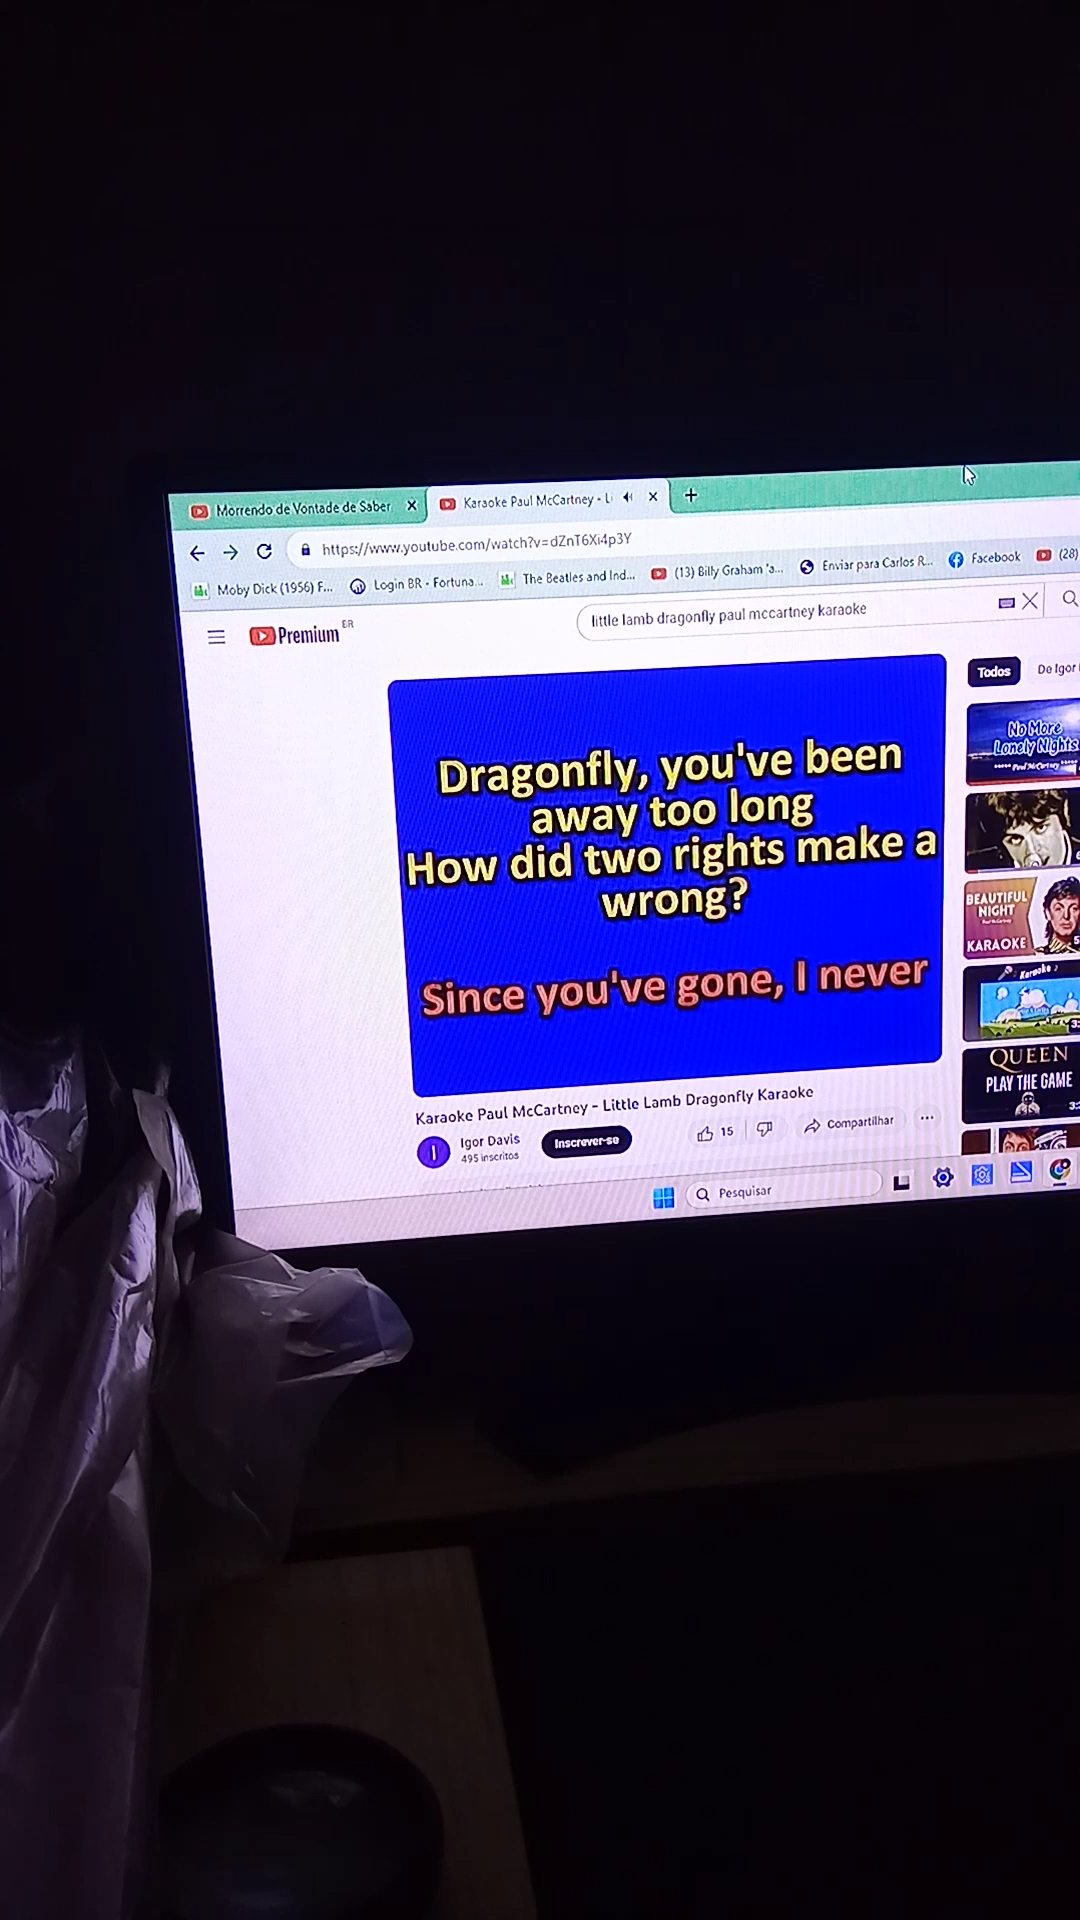 Morrendo de Vontade de Saber
Karaoke Paul McCartney - L
https://www.youtube.com/watch?v=dZnT6Xi4p3Y
Moby Dick (1956) F...
Login BR - Fortuna...
The Beatles and Ind...
(13) Billy Graham 'a...
Enviar para Carlos R...
Facebook
(28)
Premium BR
little lamb dragonfly paul mccartney karaoke
Todos
De Igor
Dragonfly, you've been
away too long
How did two rights make a
wrong?
Since you've gone, I never
No More
Lonely Nights
Paul McCartney
BEAUTIFUL
NIGHT
KARAOKE
Karaoke
QUEEN
PLAY THE GAME
Karaoke Paul McCartney - Little Lamb Dragonfly Karaoke
I
Igor Davis
495 inscritos
Inscrever-se
15
Compartilhar
Pesquisar